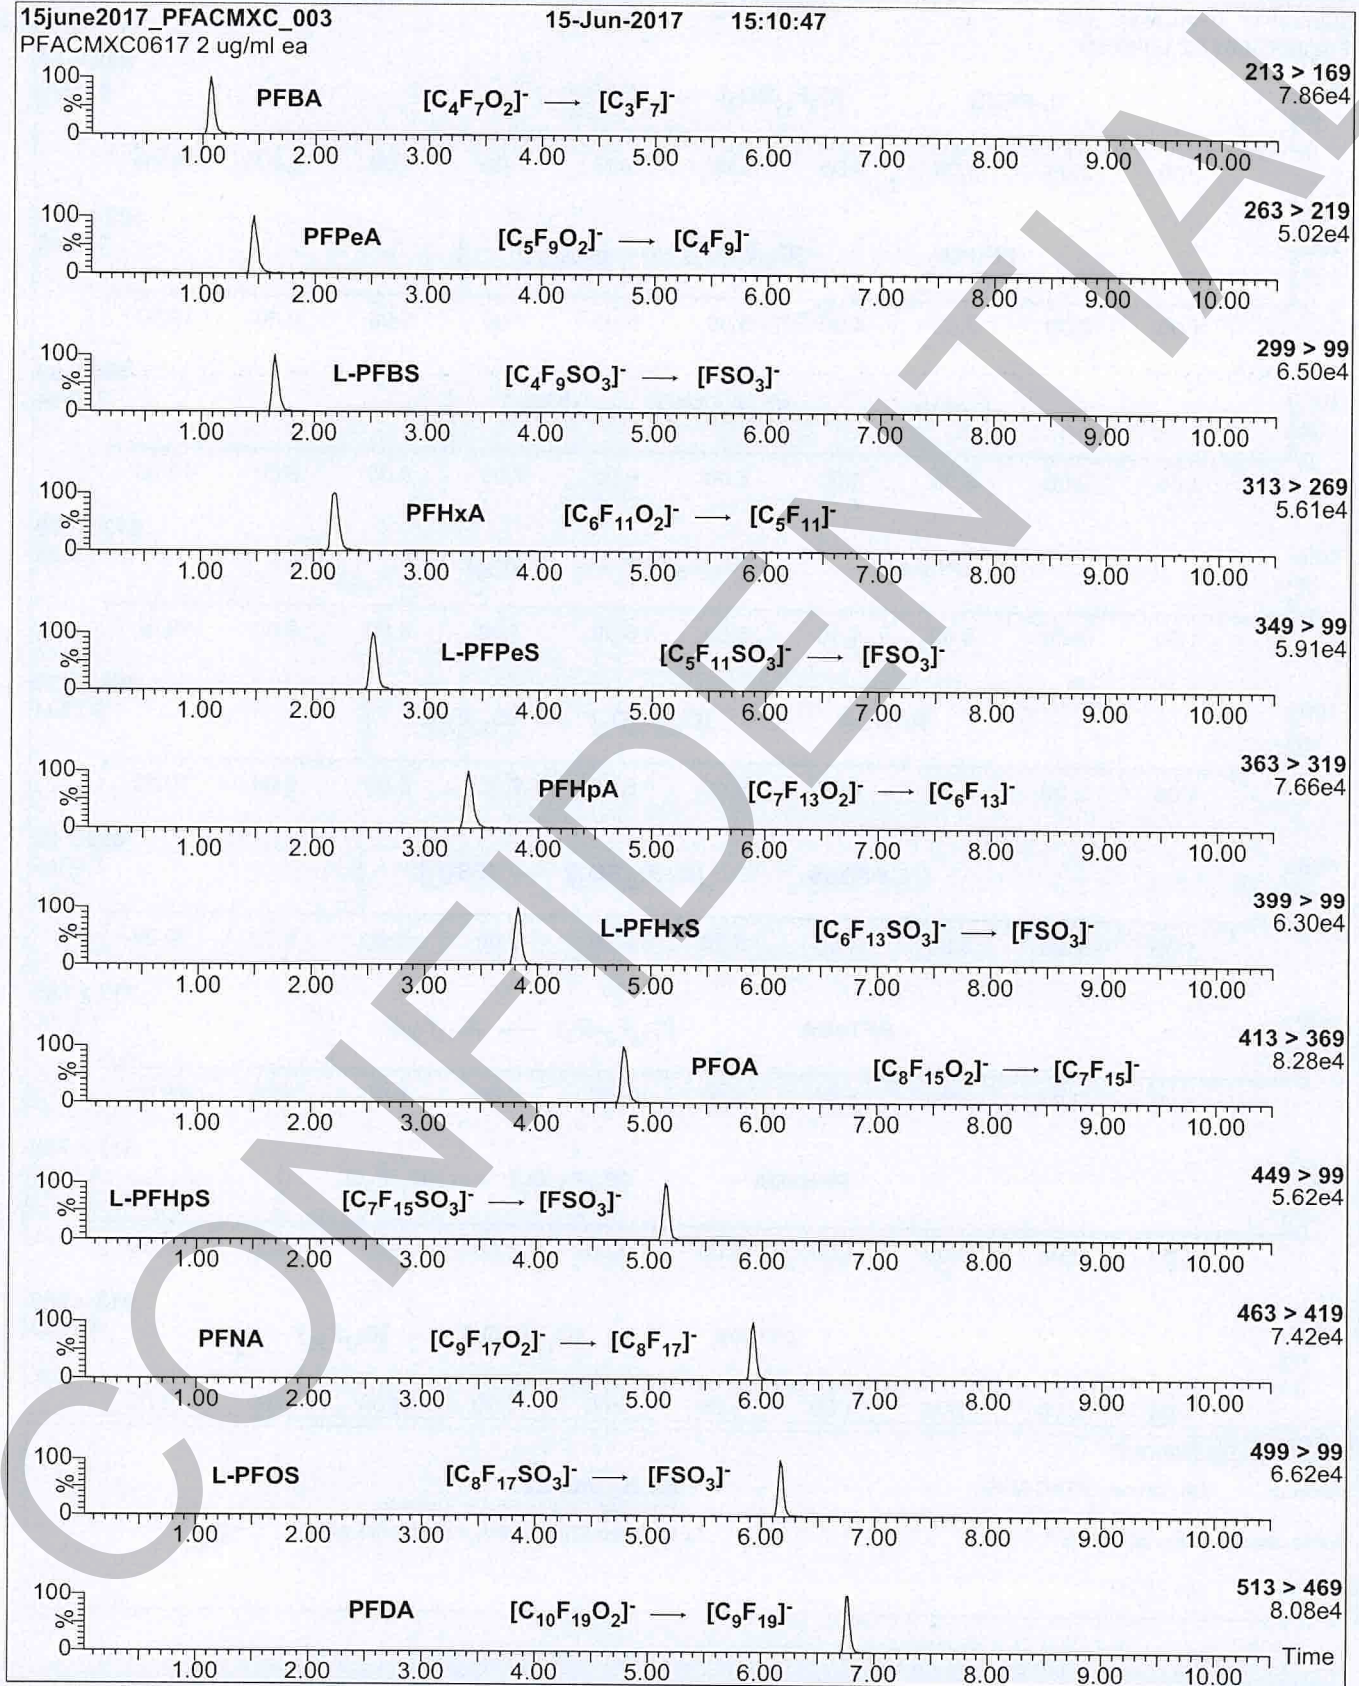 15june2017_PFACMXC_003 15-Jun-2017 15:10:47
PFACMXC0617 2 ug/ml ea
213 > 169
7.86e4
100
%
0
PFBA [C4F7O2]- → [C3F7]-
1.00 2.00 3.00 4.00 5.00 6.00 7.00 8.00 9.00 10.00
263 > 219
5.02e4
100
%
0
PFPeA [C5F9O2]- → [C4F9]-
1.00 2.00 3.00 4.00 5.00 6.00 7.00 8.00 9.00 10.00
299 > 99
6.50e4
100
%
0
L-PFBS [C4F9SO3]- → [FSO3]-
1.00 2.00 3.00 4.00 5.00 6.00 7.00 8.00 9.00 10.00
313 > 269
5.61e4
100
%
0
PFHxA [C6F11O2]- → [C5F11]-
1.00 2.00 3.00 4.00 5.00 6.00 7.00 8.00 9.00 10.00
349 > 99
5.91e4
100
%
0
L-PFPeS [C5F11SO3]- → [FSO3]-
1.00 2.00 3.00 4.00 5.00 6.00 7.00 8.00 9.00 10.00
363 > 319
7.66e4
100
%
0
PFHpA [C7F13O2]- → [C6F13]-
1.00 2.00 3.00 4.00 5.00 6.00 7.00 8.00 9.00 10.00
399 > 99
6.30e4
100
%
0
L-PFHxS [C6F13SO3]- → [FSO3]-
1.00 2.00 3.00 4.00 5.00 6.00 7.00 8.00 9.00 10.00
413 > 369
8.28e4
100
%
0
PFOA [C8F15O2]- → [C7F15]-
1.00 2.00 3.00 4.00 5.00 6.00 7.00 8.00 9.00 10.00
449 > 99
5.62e4
100
%
0
L-PFHpS [C7F15SO3]- → [FSO3]-
1.00 2.00 3.00 4.00 5.00 6.00 7.00 8.00 9.00 10.00
463 > 419
7.42e4
100
%
0
PFNA [C9F17O2]- → [C8F17]-
1.00 2.00 3.00 4.00 5.00 6.00 7.00 8.00 9.00 10.00
499 > 99
6.62e4
100
%
0
L-PFOS [C8F17SO3]- → [FSO3]-
1.00 2.00 3.00 4.00 5.00 6.00 7.00 8.00 9.00 10.00
513 > 469
8.08e4
100
%
0
PFDA [C10F19O2]- → [C9F19]-
1.00 2.00 3.00 4.00 5.00 6.00 7.00 8.00 9.00 10.00 Time
CONFIDENTIAL